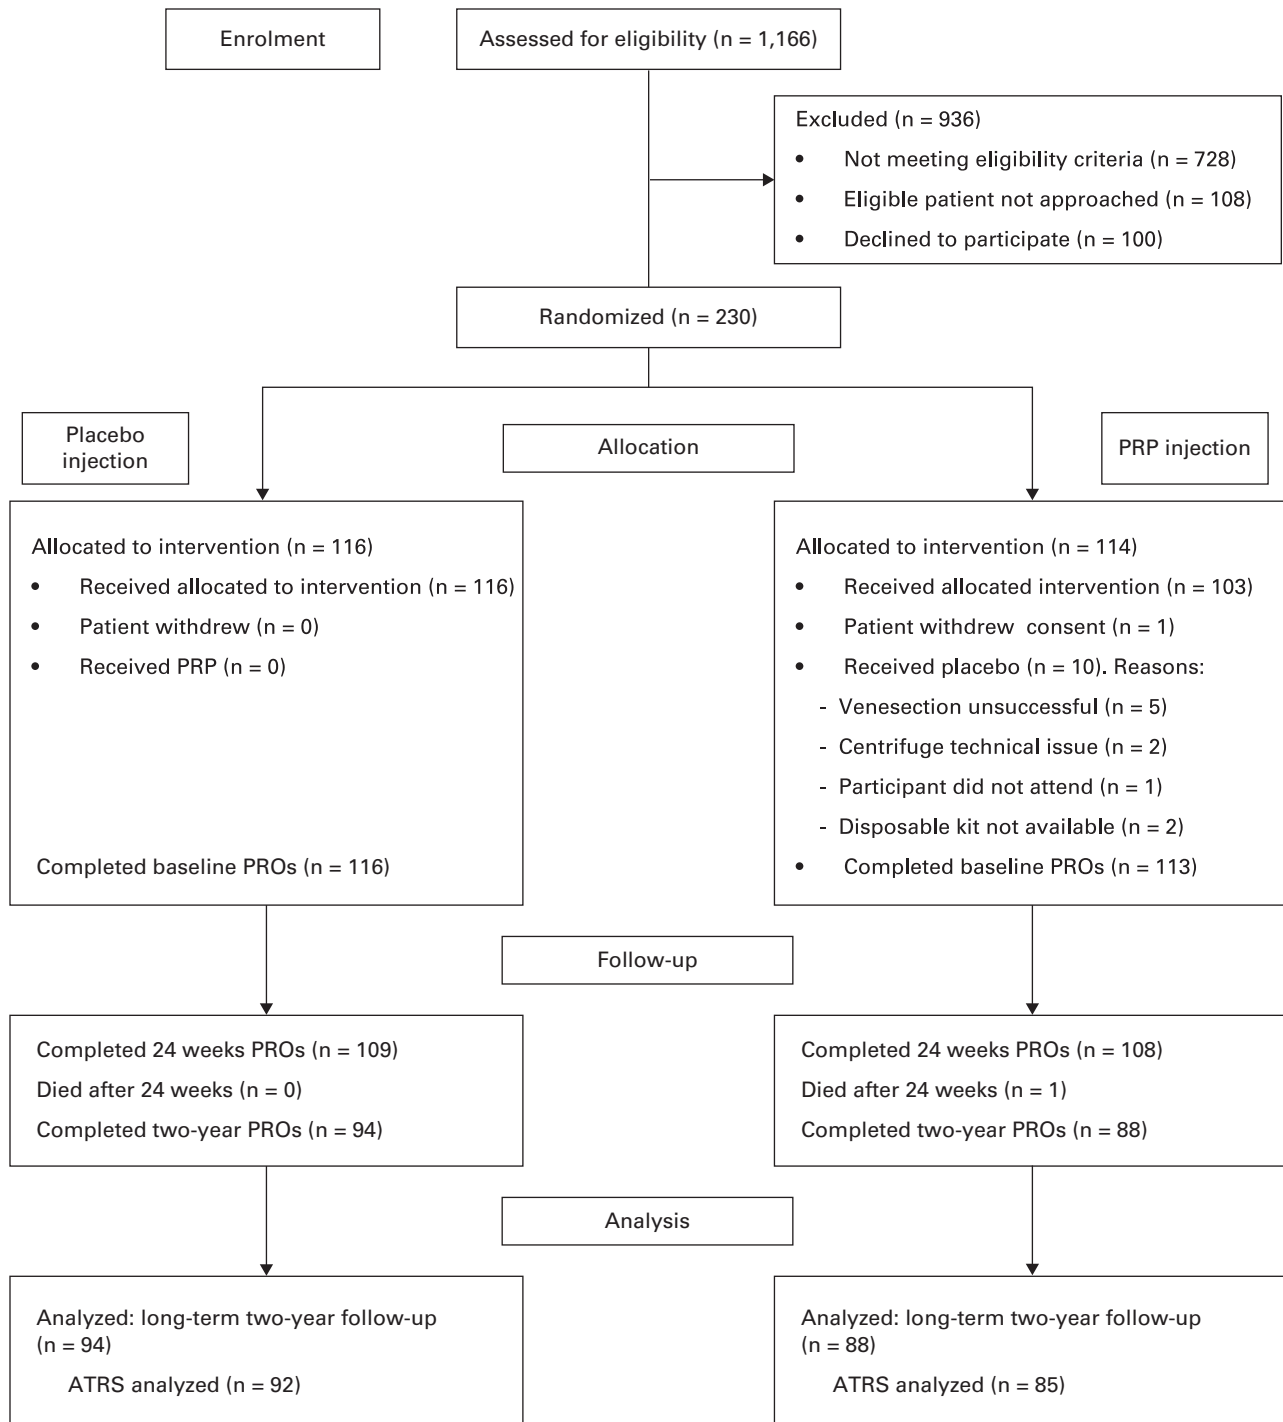 Enrolment
Assessed for eligibility (n = 1,166)
Excluded (n = 936)
• Not meeting eligibility criteria (n = 728)
• Eligible patient not approached (n = 108)
• Declined to participate (n = 100)
Randomized (n = 230)
Placebo
injection
Allocation
PRP injection
Allocated to intervention (n = 116)
• Received allocated to intervention (n = 116)
• Patient withdrew (n = 0)
• Received PRP (n = 0)
Completed baseline PROs (n = 116)
Allocated to intervention (n = 114)
• Received allocated intervention (n = 103)
• Patient withdrew consent (n = 1)
• Received placebo (n = 10). Reasons:
- Venesection unsuccessful (n = 5)
- Centrifuge technical issue (n = 2)
- Participant did not attend (n = 1)
- Disposable kit not available (n = 2)
• Completed baseline PROs (n = 113)
Follow-up
Completed 24 weeks PROs (n = 109)
Died after 24 weeks (n = 0)
Completed two-year PROs (n = 94)
Completed 24 weeks PROs (n = 108)
Died after 24 weeks (n = 1)
Completed two-year PROs (n = 88)
Analysis
Analyzed: long-term two-year follow-up
(n = 94)
ATRS analyzed (n = 92)
Analyzed: long-term two-year follow-up
(n = 88)
ATRS analyzed (n = 85)